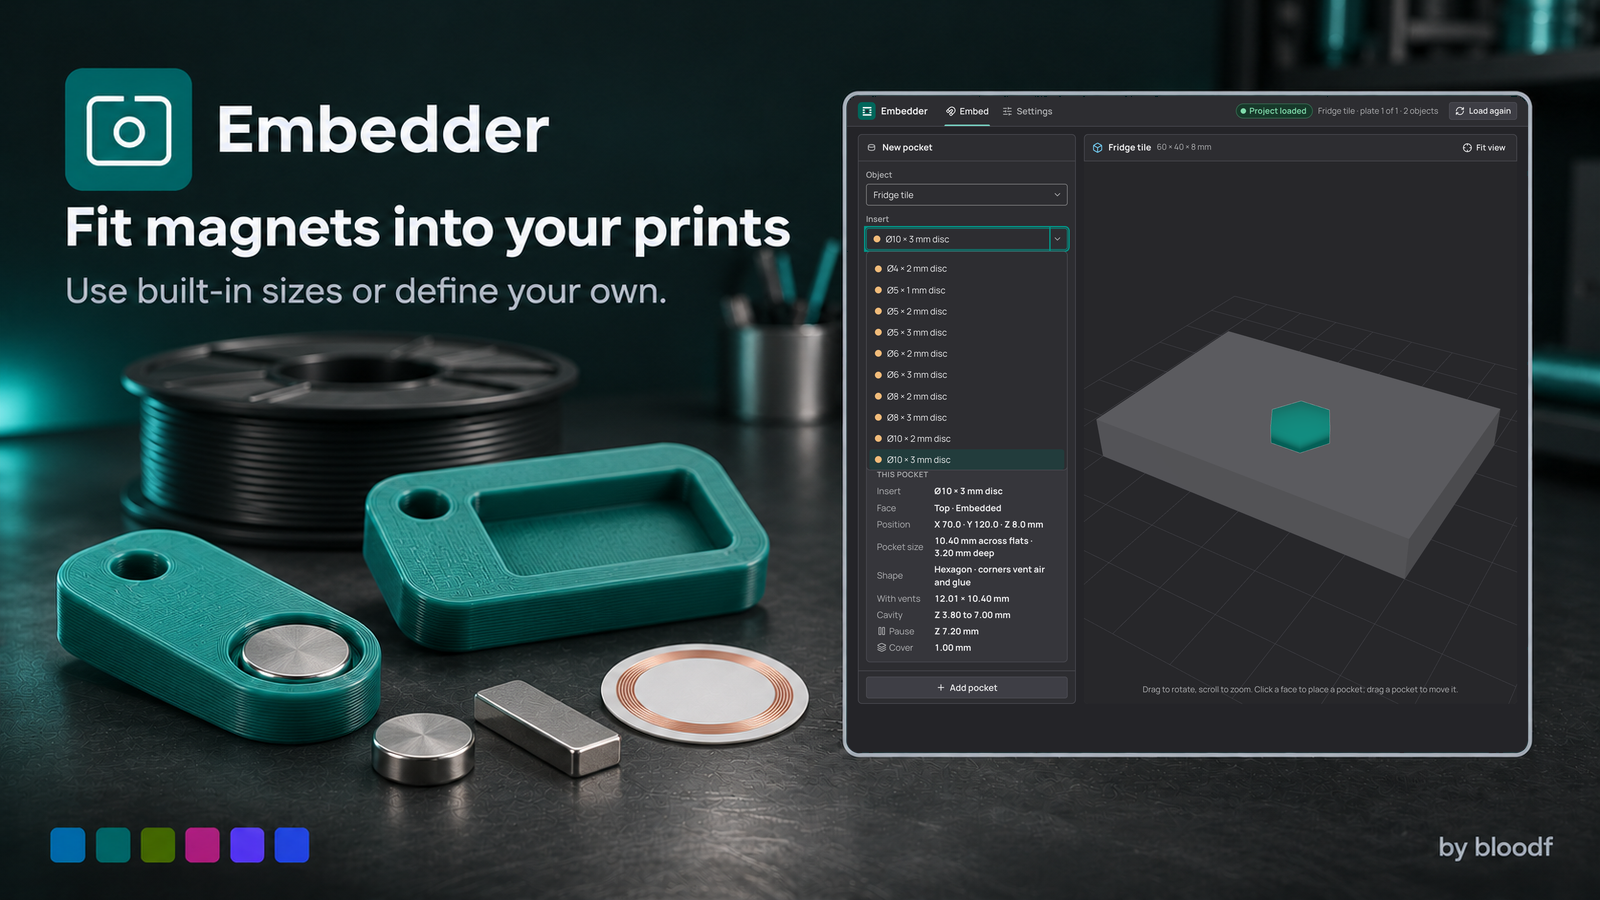 Embedder
Fit magnets into your prints
Use built-in sizes or define your own.
Embedder
Embed
Settings
Project loaded
Fridge tile · plate 1 of 1 · 2 objects
Load again
New pocket
Object
Fridge tile
Insert
Ø10 × 3 mm disc
Ø4 × 2 mm disc
Ø5 × 1 mm disc
Ø5 × 2 mm disc
Ø5 × 3 mm disc
Ø6 × 2 mm disc
Ø6 × 3 mm disc
Ø8 × 2 mm disc
Ø8 × 3 mm disc
Ø10 × 2 mm disc
Ø10 × 3 mm disc
THIS POCKET
Insert Ø10 × 3 mm disc
Face Top · Embedded
Position X 70.0 · Y 120.0 · Z 8.0 mm
Pocket size 10.40 mm across flats ·
3.20 mm deep
Shape Hexagon · corners vent air
and glue
With vents 12.01 × 10.40 mm
Cavity Z 3.80 to 7.00 mm
Pause Z 7.20 mm
Cover 1.00 mm
+ Add pocket
Fridge tile 60 × 40 × 8 mm
Fit view
Drag to rotate, scroll to zoom. Click a face to place a pocket; drag a pocket to move it.
by bloodf